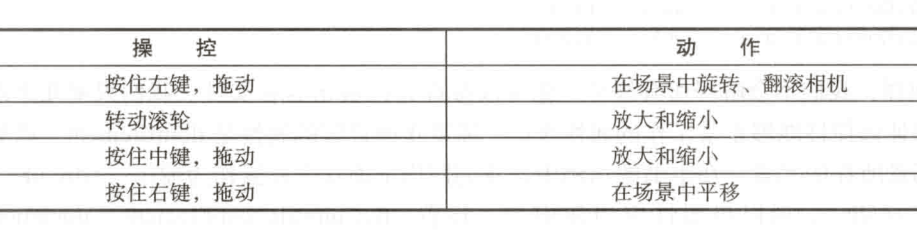 操 控 动 作
按住左键，拖动 在场景中旋转、翻滚相机
转动滚轮 放大和缩小
按住中键，拖动 放大和缩小
按住右键，拖动 在场景中平移